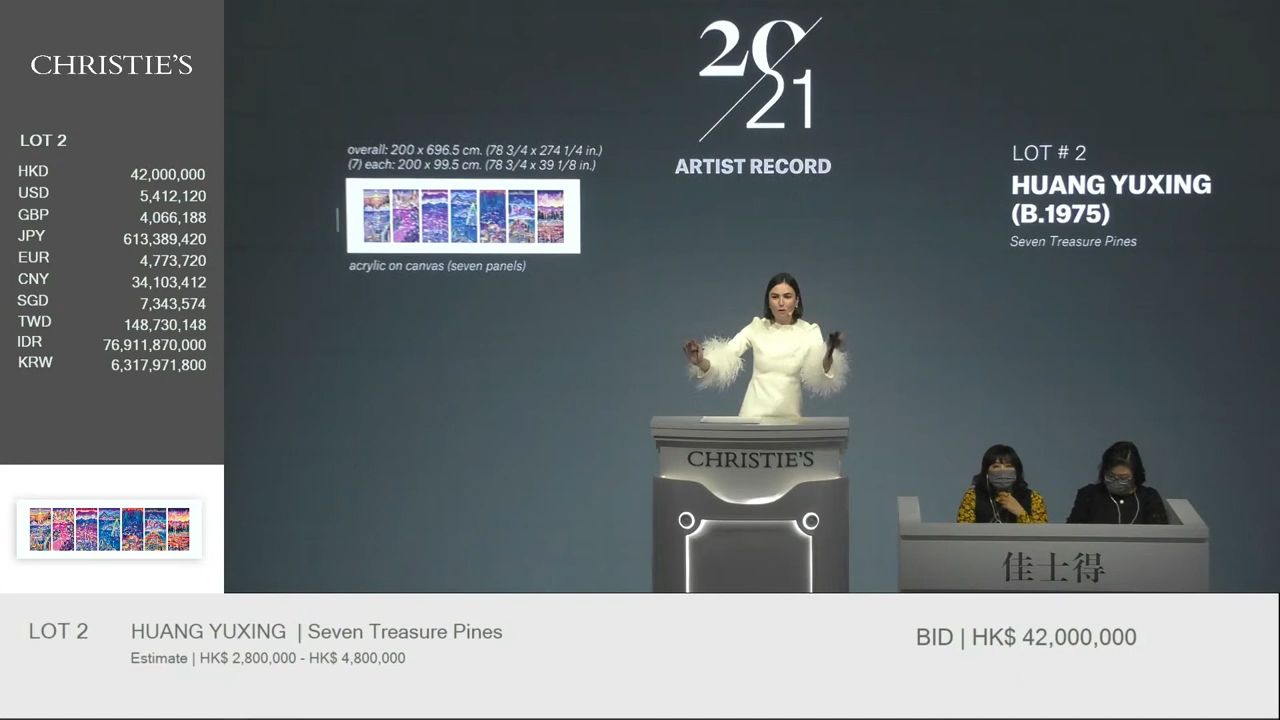 CHRISTIE'S
LOT 2
HKD 42,000,000
USD 5,412,120
GBP 4,066,188
JPY 613,389,420
EUR 4,773,720
CNY 34,103,412
SGD 7,343,574
TWD 148,730,148
IDR 76,911,870,000
KRW 6,317,971,800
20/21
ARTIST RECORD
overall: 200 x 696.5 cm. (78 3/4 x 274 1/4 in.)
(7) each: 200 x 99.5 cm. (78 3/4 x 39 1/8 in.)
acrylic on canvas (seven panels)
LOT # 2
HUANG YUXING
(B.1975)
Seven Treasure Pines
CHRISTIE'S
佳士得
LOT 2 HUANG YUXING | Seven Treasure Pines
Estimate | HK$ 2,800,000 - HK$ 4,800,000
BID | HK$ 42,000,000